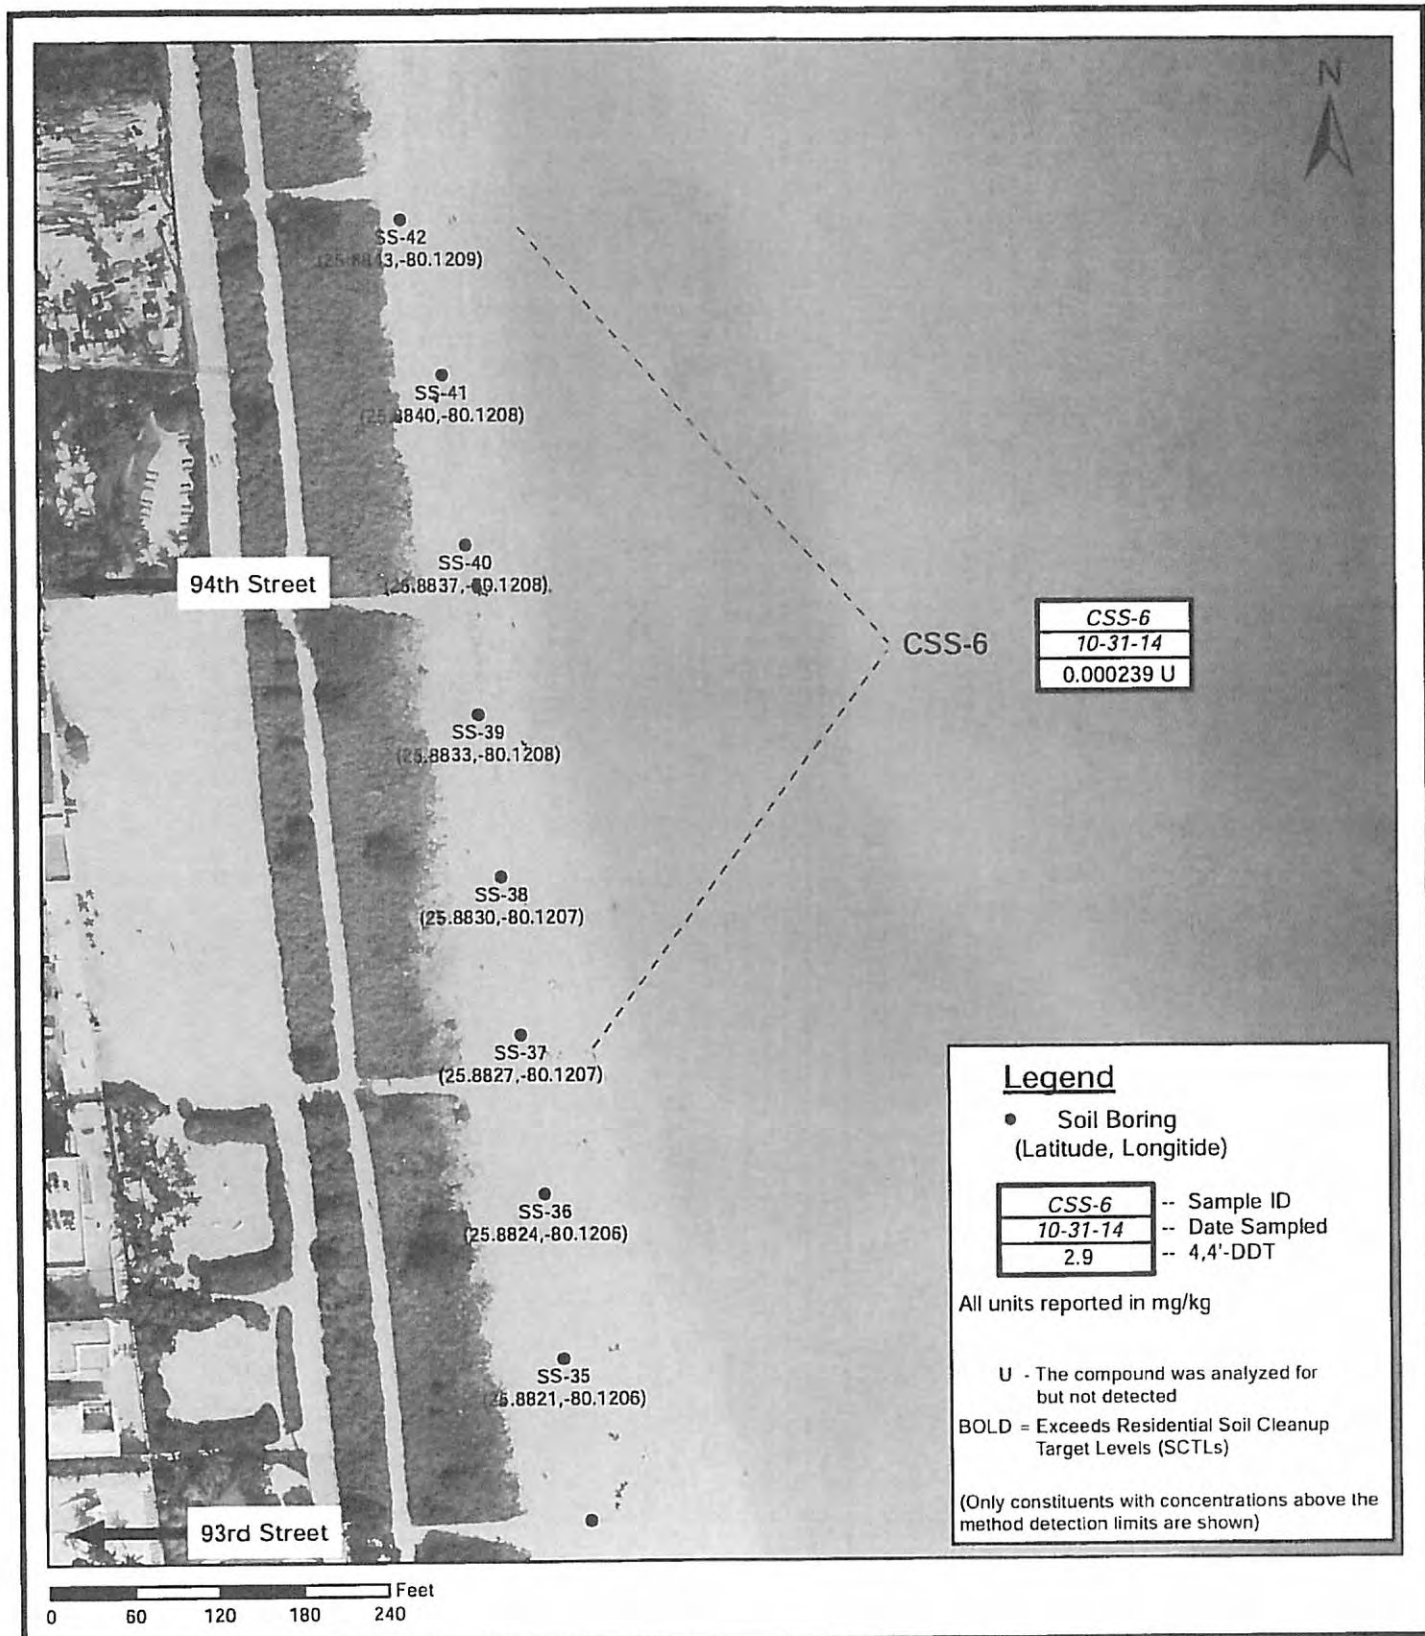 N
SS-42
(25.8843,-80.1209)
SS-41
(25.8840,-80.1208)
SS-40
(25.8837,-80.1208)
94th Street
CSS-6
CSS-6
10-31-14
0.000239 U
SS-39
(25.8833,-80.1208)
SS-38
(25.8830,-80.1207)
SS-37
(25.8827,-80.1207)
SS-36
(25.8824,-80.1206)
SS-35
(25.8821,-80.1206)
93rd Street
Legend
Soil Boring
(Latitude, Longitide)
CSS-6 -- Sample ID
10-31-14 -- Date Sampled
2.9 -- 4,4'-DDT
All units reported in mg/kg
U - The compound was analyzed for
but not detected
BOLD = Exceeds Residential Soil Cleanup
Target Levels (SCTLs)
(Only constituents with concentrations above the
method detection limits are shown)
Feet
0 60 120 180 240